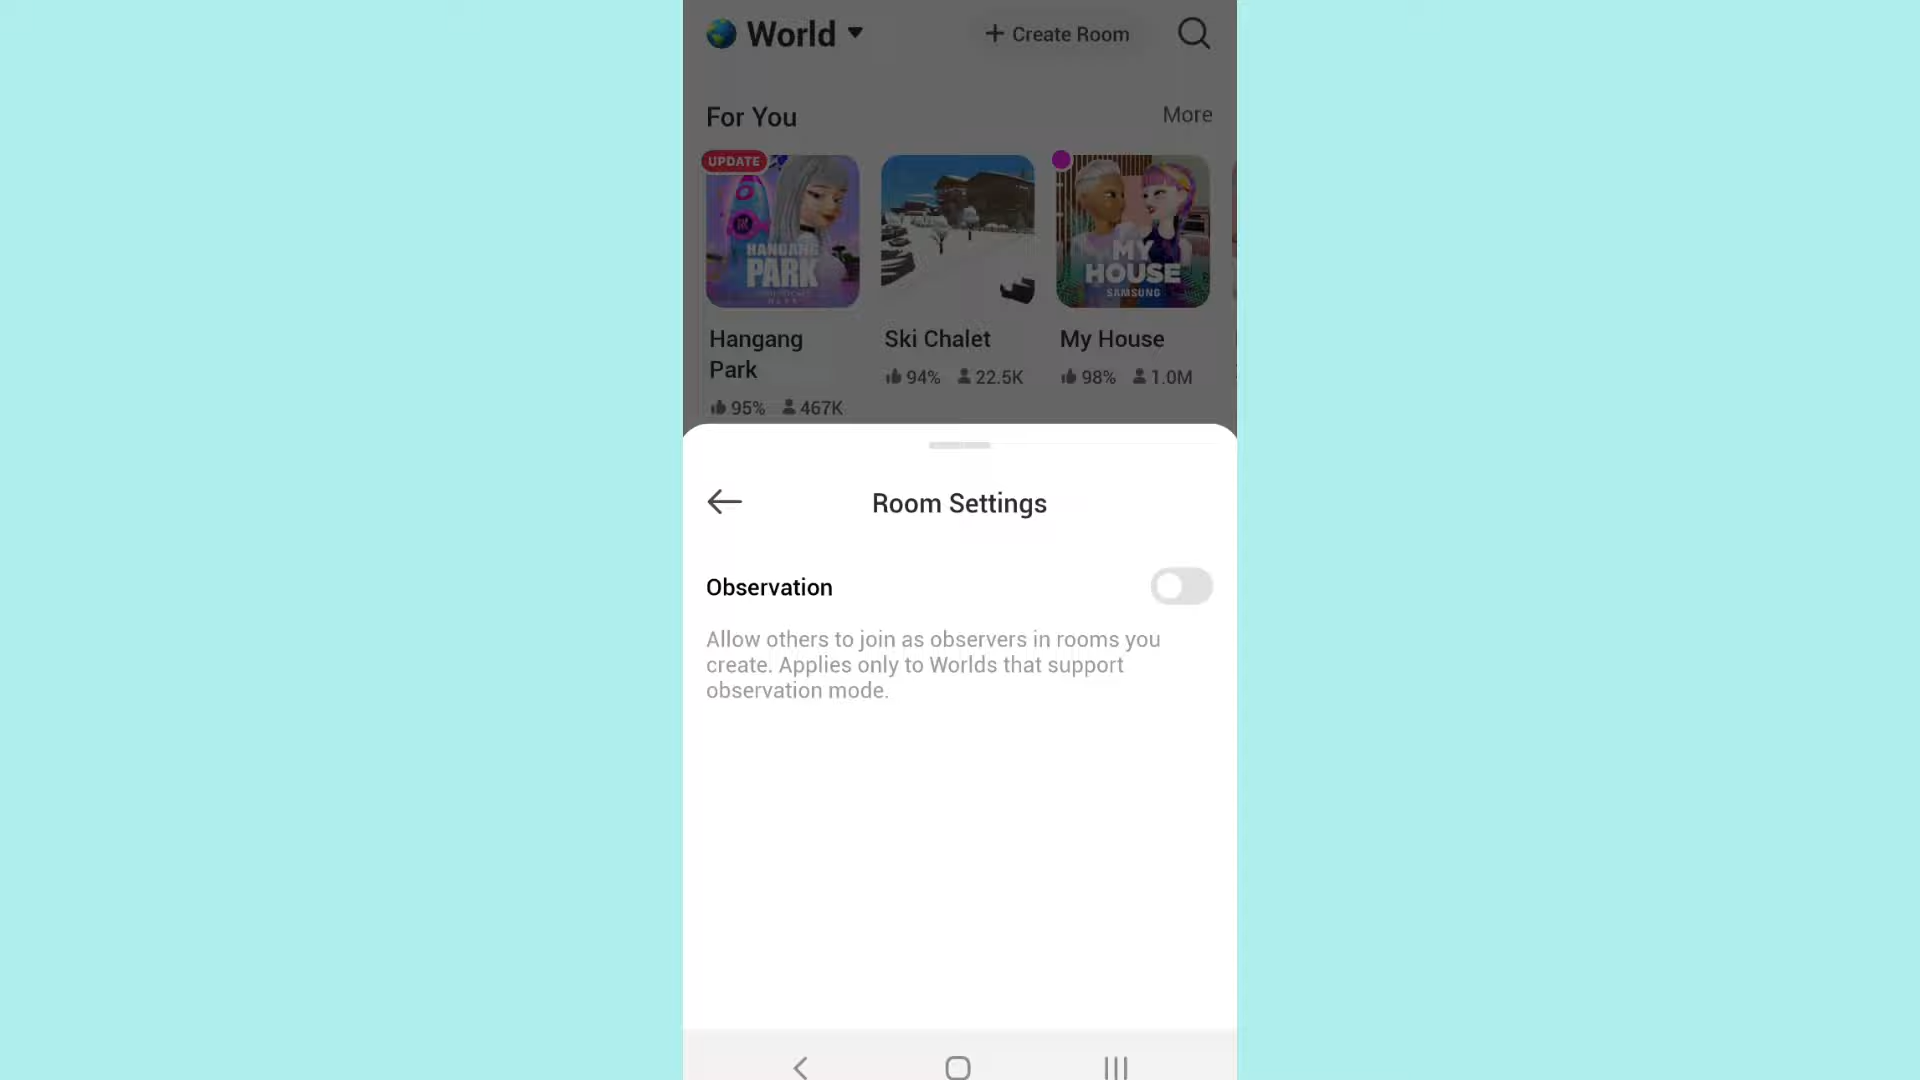 World
+ Create Room
For You
More
UPDATE
HANGANG
PARK
MY
HOUSE
SAMSUNG
Hangang
Park
Ski Chalet
My House
94% 22.5K
98% 1.0M
95% 467K
Room Settings
Observation
Allow others to join as observers in rooms you
create. Applies only to Worlds that support
observation mode.